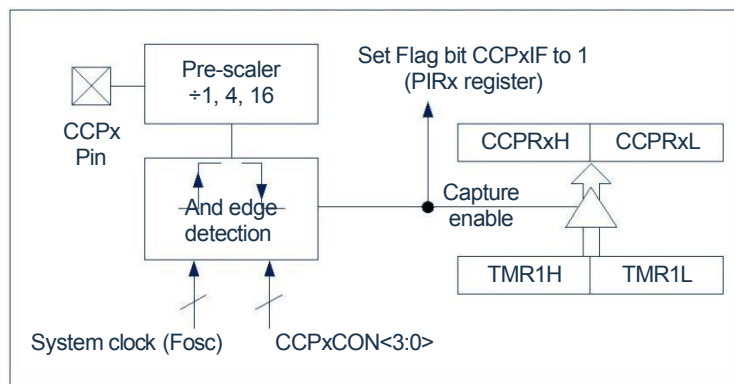 Set Flag bit CCPxIF to 1
(PIRx register)
Pre-scaler
÷1, 4, 16
CCPx
Pin
CCPRxH
CCPRxL
And edge
detection
Capture
enable
TMR1H
TMR1L
System clock (Fosc)
CCPxCON<3:0>